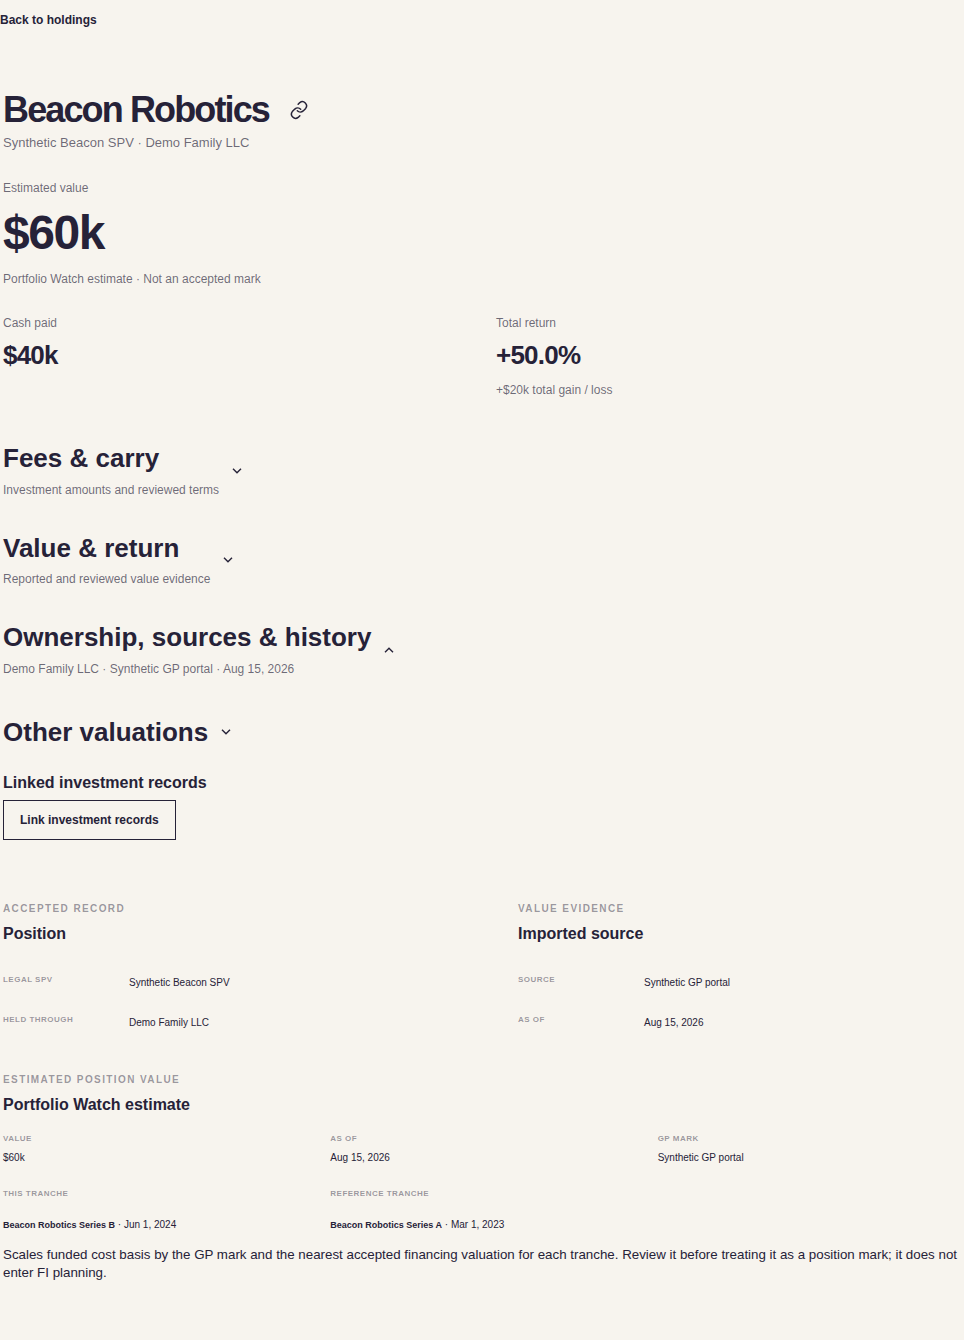 Back to holdings
Beacon Robotics
Synthetic Beacon SPV · Demo Family LLC
Estimated value
$60k
Portfolio Watch estimate · Not an accepted mark
Cash paid
Total return
$40k
+50.0%
+$20k total gain / loss
Fees & carry
Investment amounts and reviewed terms
Value & return
Reported and reviewed value evidence
Ownership, sources & history
Demo Family LLC · Synthetic GP portal · Aug 15, 2026
Other valuations
Linked investment records
Link investment records
ACCEPTED RECORD
Position
LEGAL SPV Synthetic Beacon SPV
HELD THROUGH Demo Family LLC
VALUE EVIDENCE
Imported source
SOURCE Synthetic GP portal
AS OF Aug 15, 2026
ESTIMATED POSITION VALUE
Portfolio Watch estimate
VALUE AS OF GP MARK
$60k Aug 15, 2026 Synthetic GP portal
THIS TRANCHE REFERENCE TRANCHE
Beacon Robotics Series B · Jun 1, 2024 Beacon Robotics Series A · Mar 1, 2023
Scales funded cost basis by the GP mark and the nearest accepted financing valuation for each tranche. Review it before treating it as a position mark; it does not
enter FI planning.